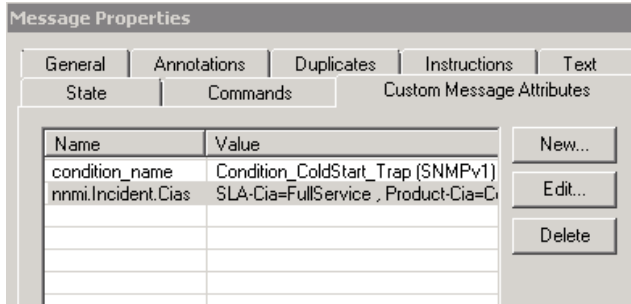 Message Properties
General Annotations Duplicates Instructions Text
State Commands Custom Message Attributes
Name Value New...
condition_name Condition_ColdStart_Trap (SNMPv1)
nnmi.Incident.Cias SLA-Cia=FullService , Product-Cia= Edit...
Delete